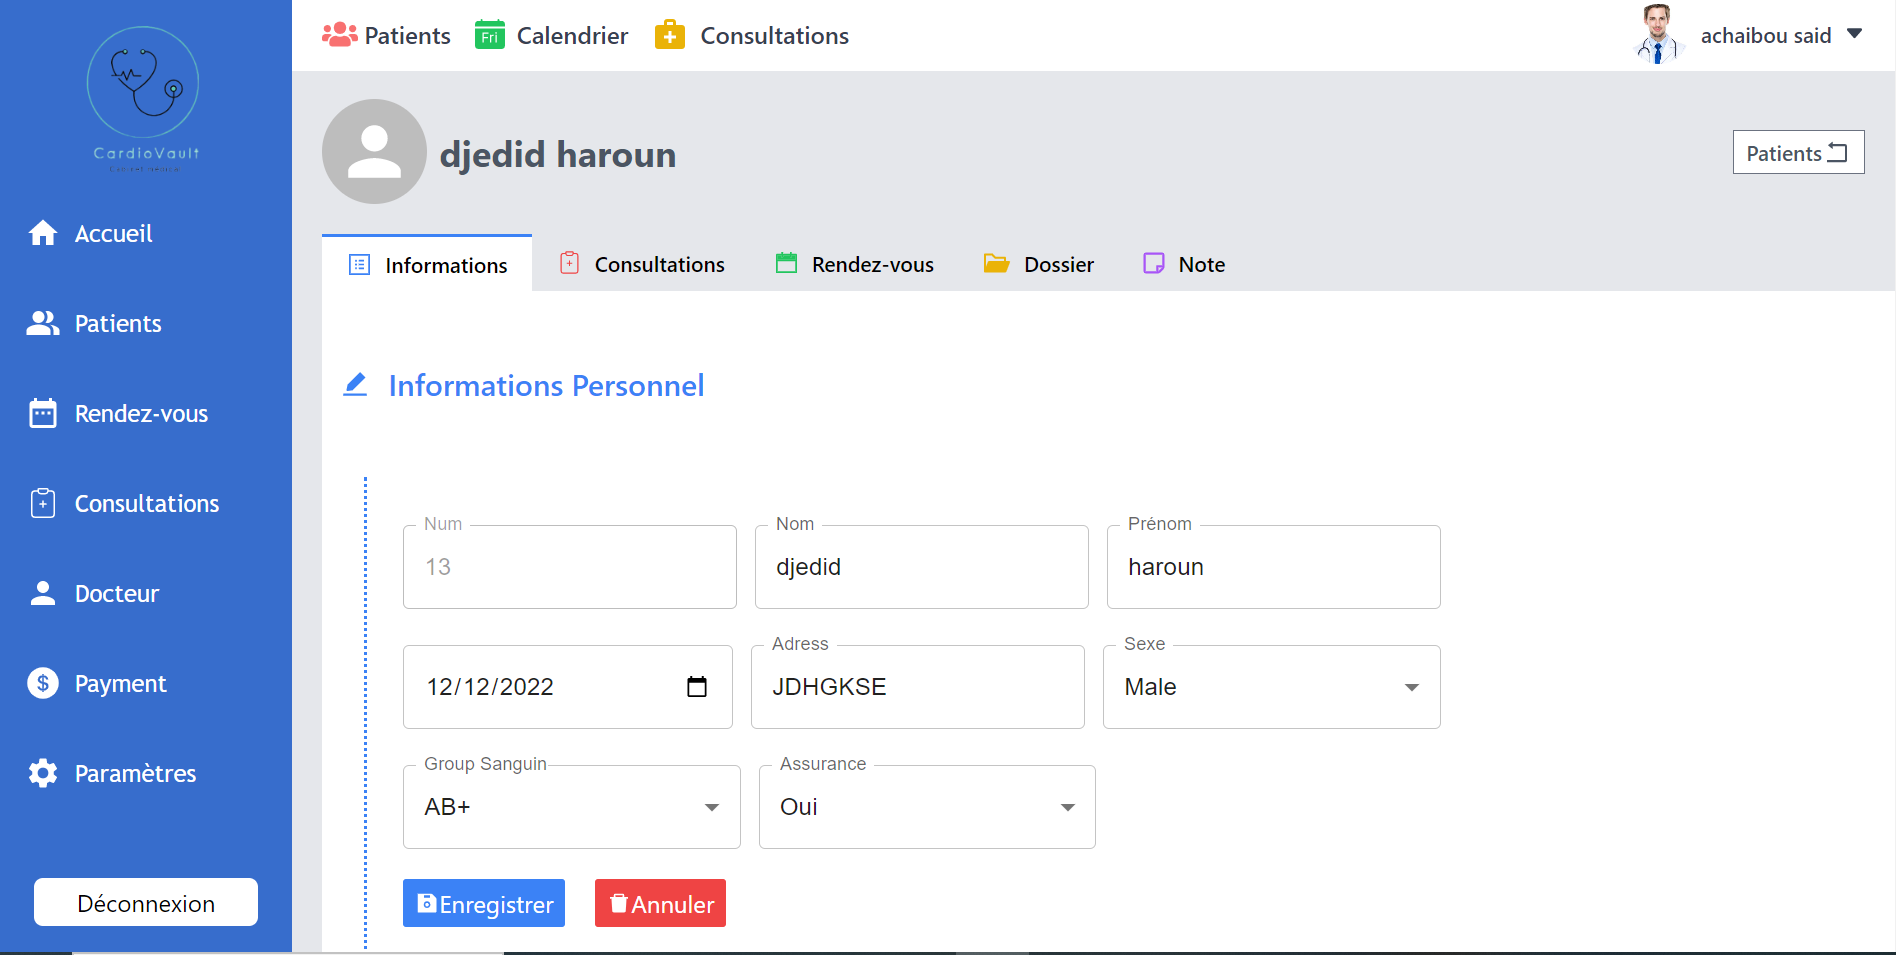 CardioVault
Accueil
Patients
Rendez-vous
Consultations
Docteur
Payment
Paramètres
Déconnexion
Patients Fri Calendrier Consultations
achaibou said
djedid haroun
Patients
Informations Consultations Rendez-vous Dossier Note
Informations Personnel
Num Nom Prénom
13 djedid haroun
Adress Sexe
12/12/2022 JDHGKSE Male
Group Sanguin Assurance
AB+ Oui
Enregistrer Annuler